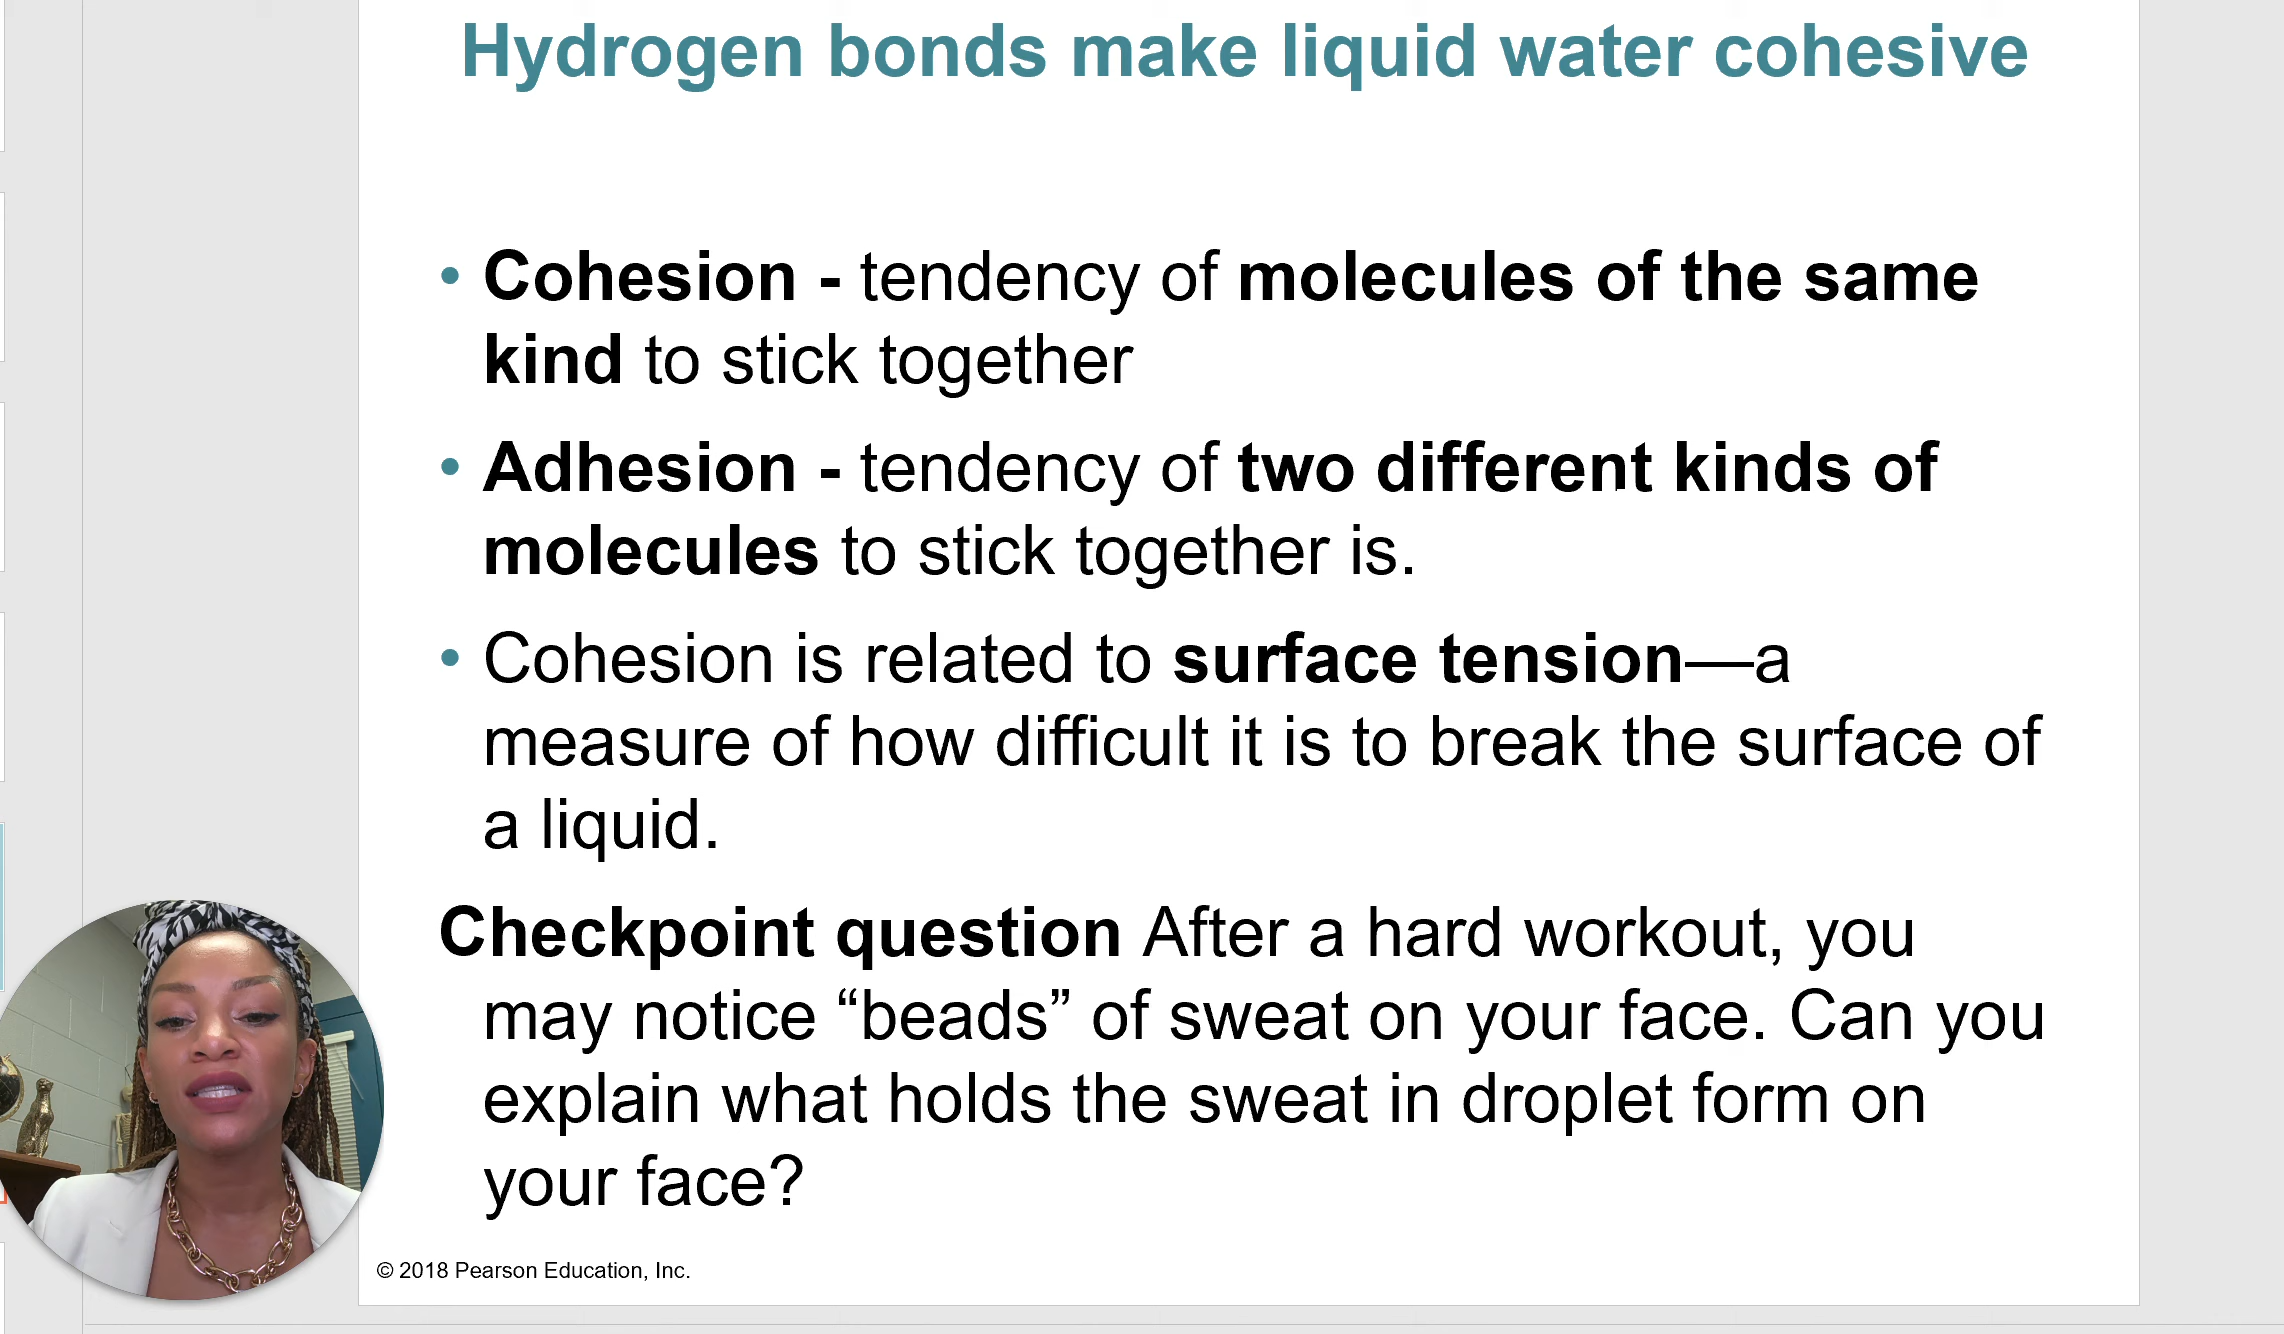 Hydrogen bonds make liquid water cohesive
• Cohesion - tendency of molecules of the same
kind to stick together
• Adhesion - tendency of two different kinds of
molecules to stick together is.
• Cohesion is related to surface tension—a
measure of how difficult it is to break the surface of
a liquid.
Checkpoint question After a hard workout, you
may notice “beads” of sweat on your face. Can you
explain what holds the sweat in droplet form on
your face?
© 2018 Pearson Education, Inc.